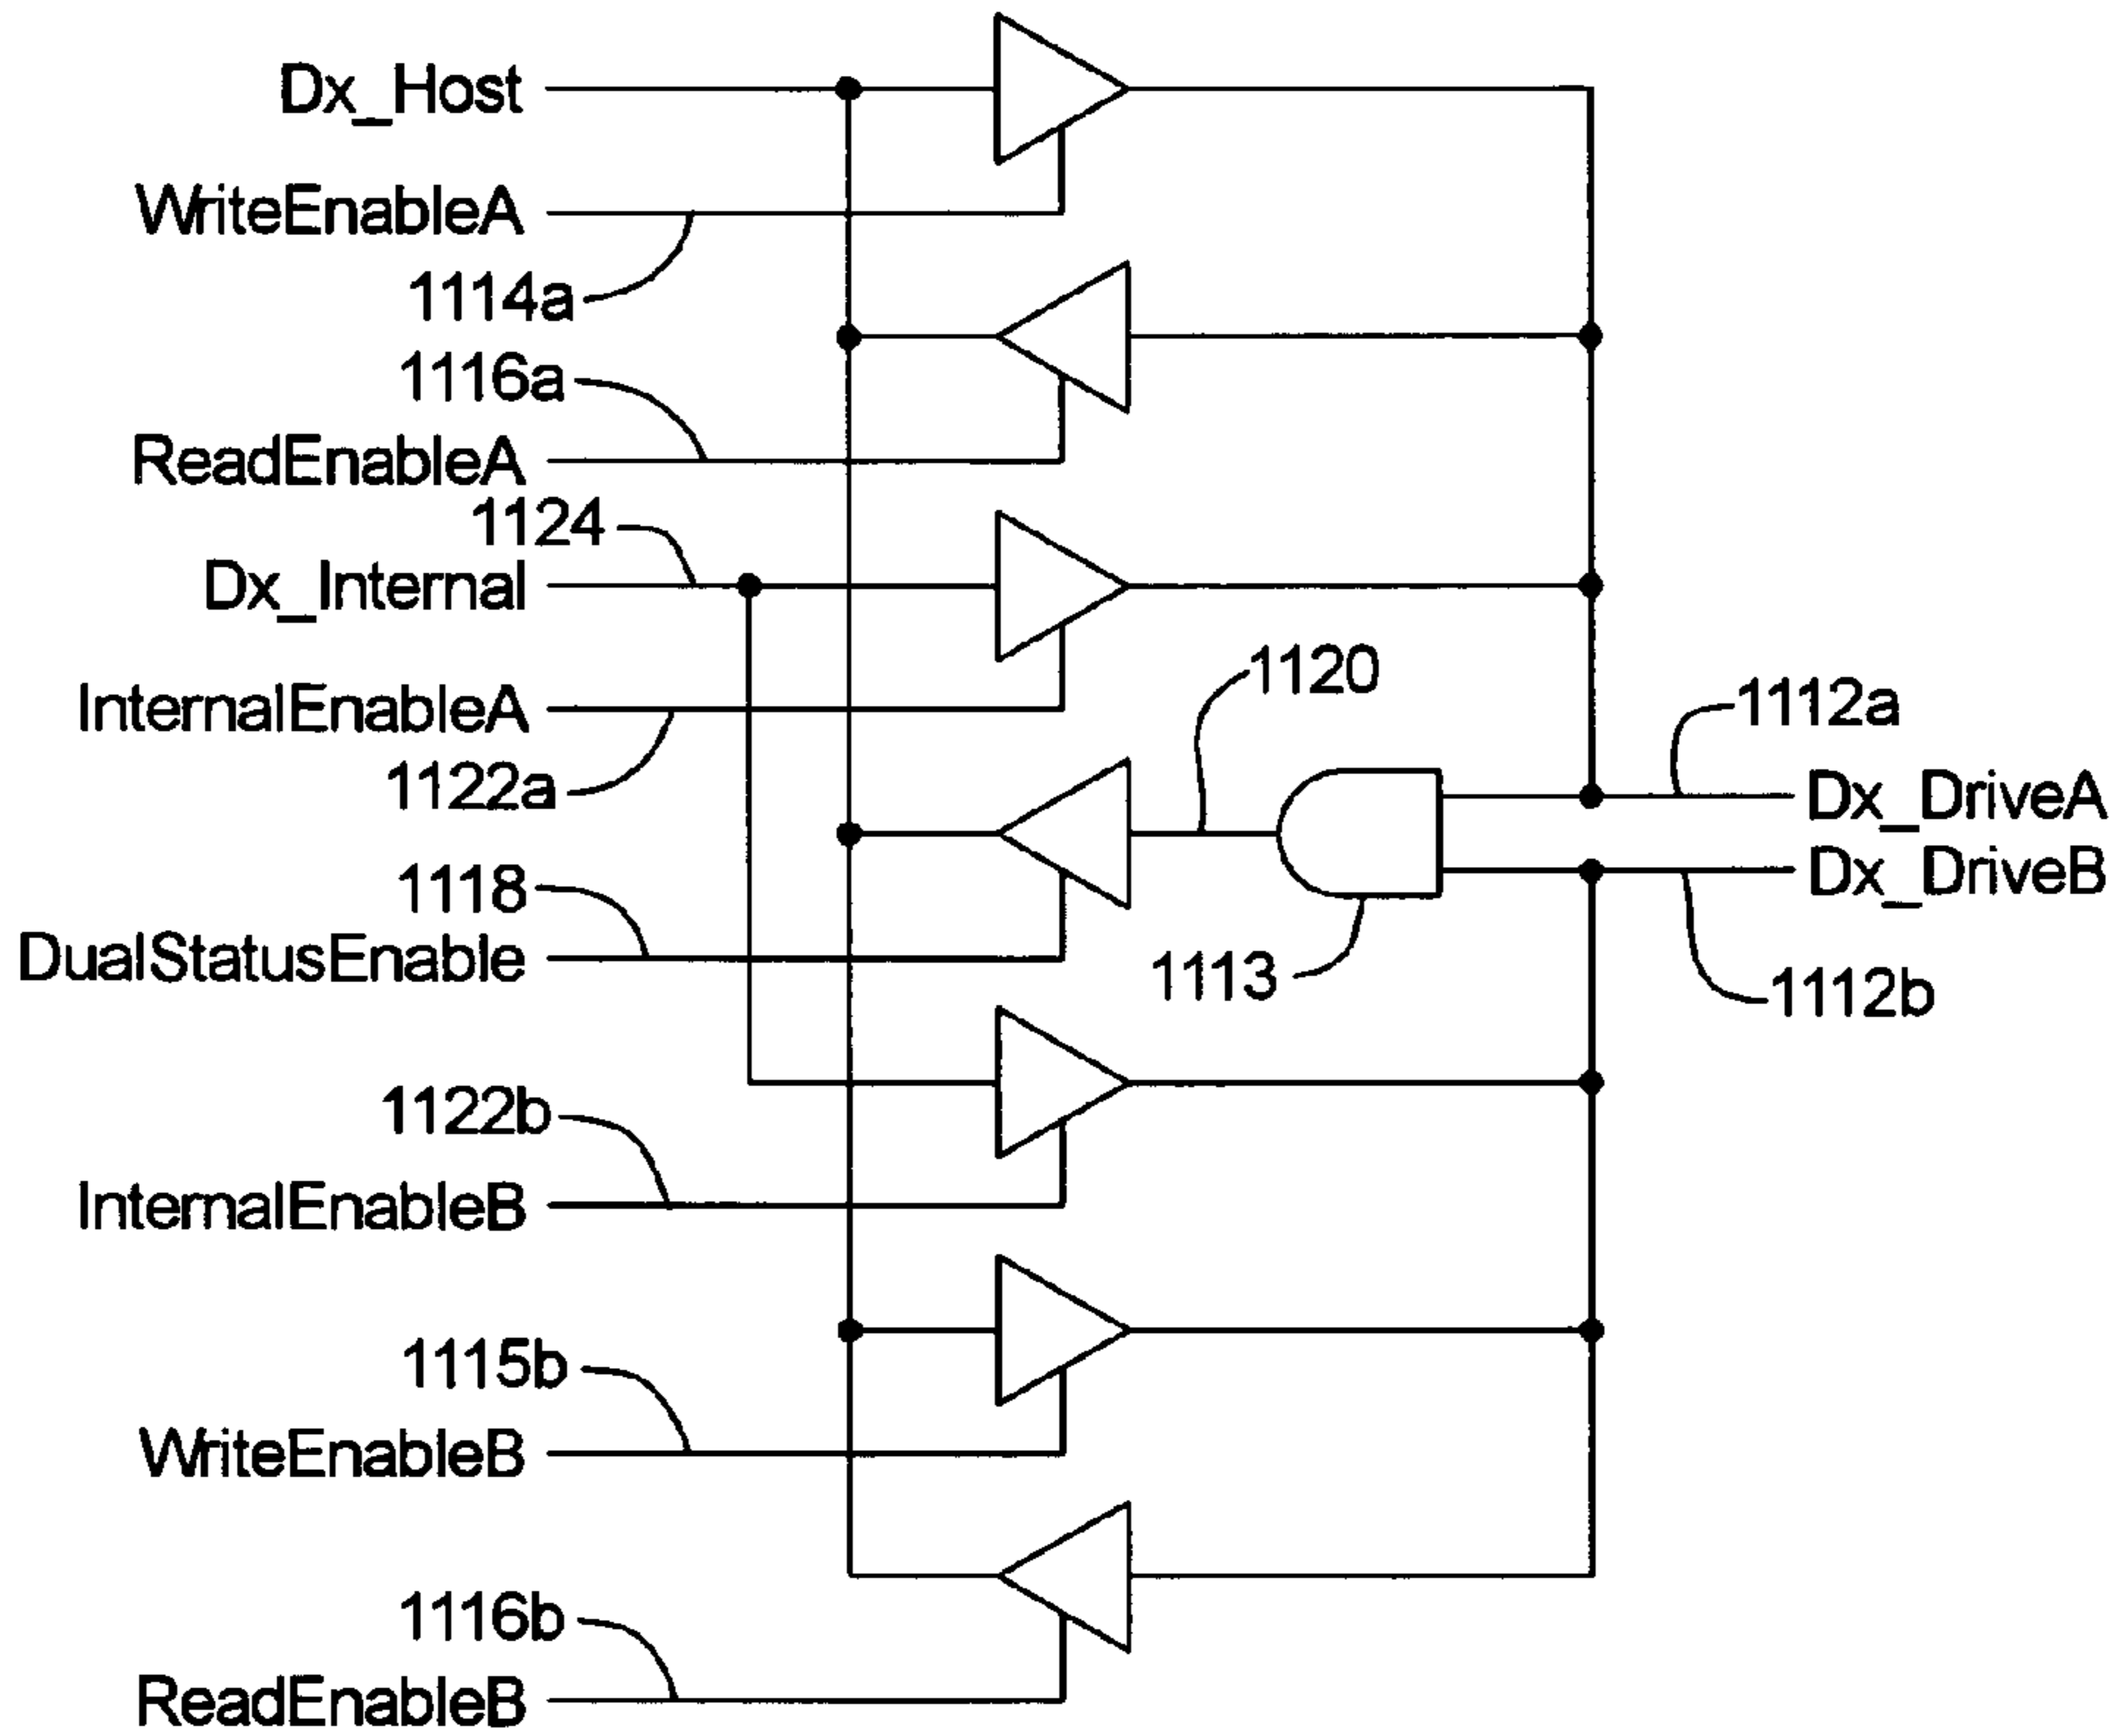 Dx_Host
WriteEnableA
1114a
1116a
ReadEnableA
1124
Dx_Internal
1120
InternalEnableA
1112a
1122a
Dx_DriveA
Dx_DriveB
1118
DualStatusEnable
1113
1112b
1122b
InternalEnableB
1115b
WriteEnableB
1116b
ReadEnableB